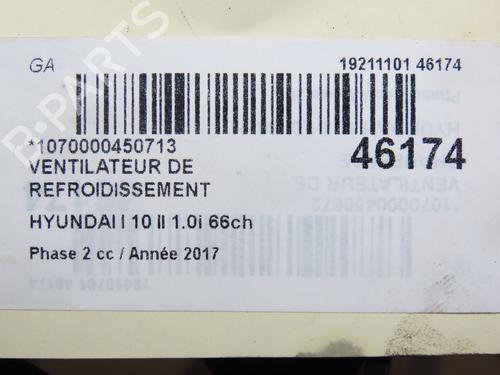 GA
19211101 46174
*1070000450713
46174
VENTILATEUR DE
REFROIDISSEMENT
HYUNDAI I 10 II 1.0i 66ch
Phase 2 cc / Année 2017
B-PARTS